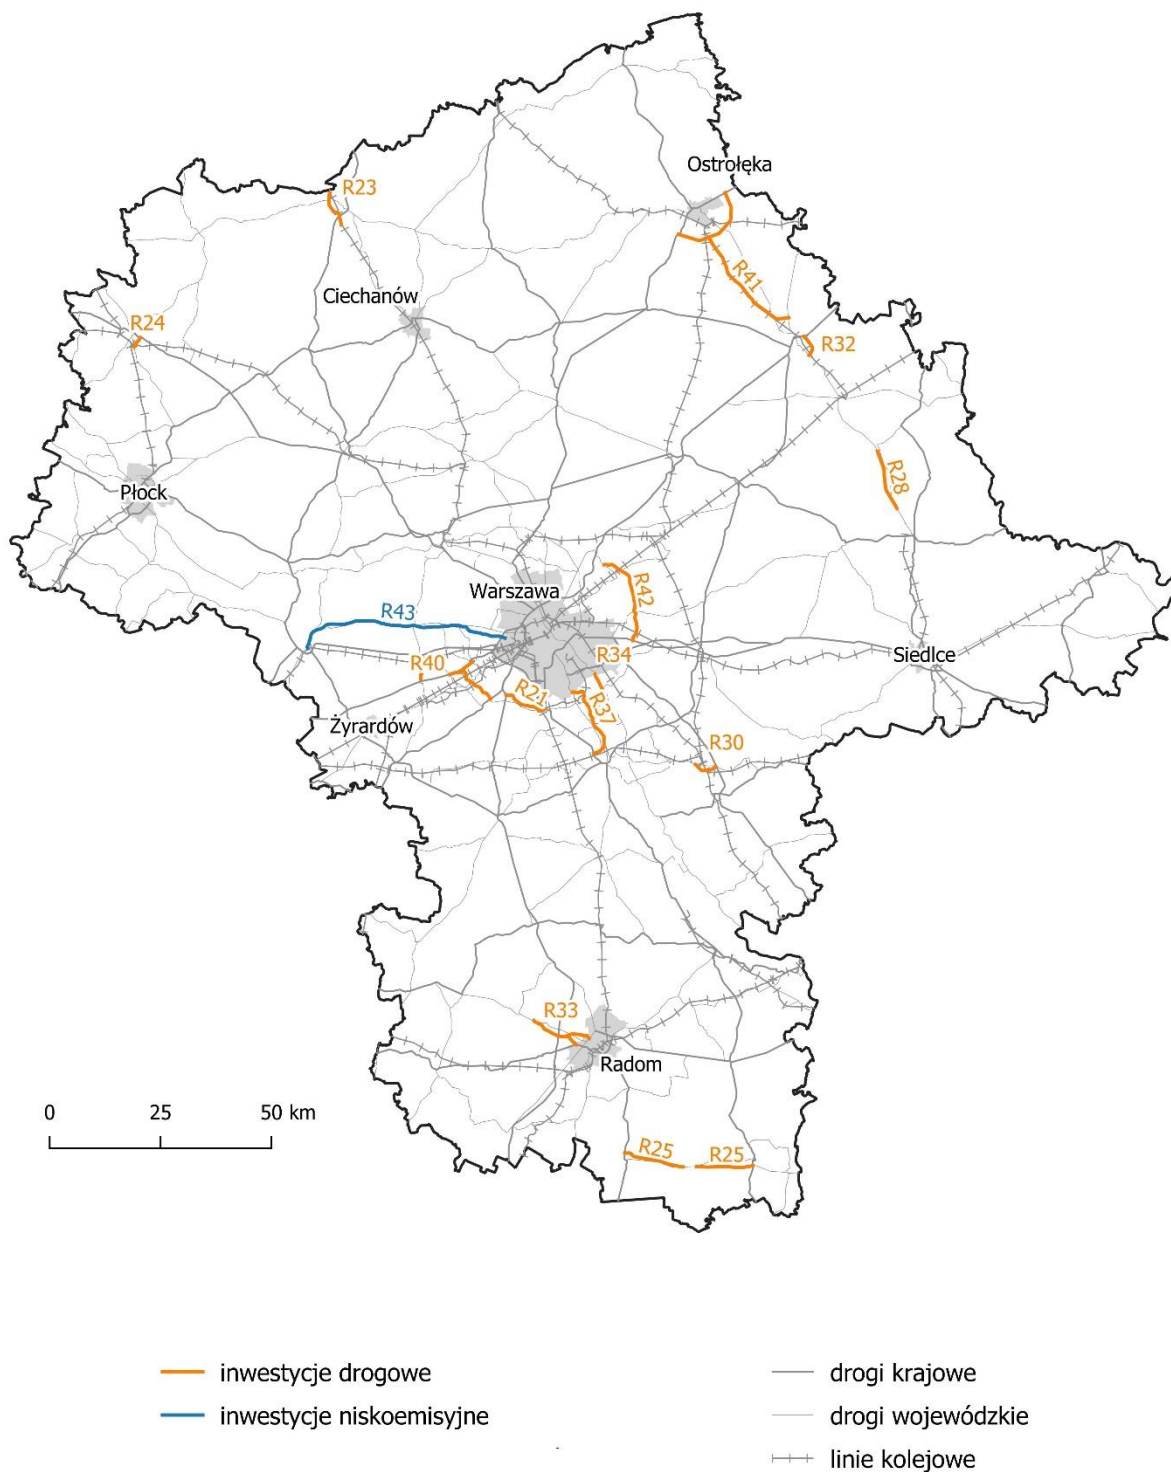 Ostrołęka
R23
R41
Ciechanów
R24
R32
Płock
R28
Warszawa
R42
R43
R34
Siedlce
R40
R21
R37
Żyrardów
R30
R33
Radom
0 25 50 km
R25
R25
inwestycje drogowe
inwestycje niskoemisyjne
drogi krajowe
drogi wojewódzkie
linie kolejowe